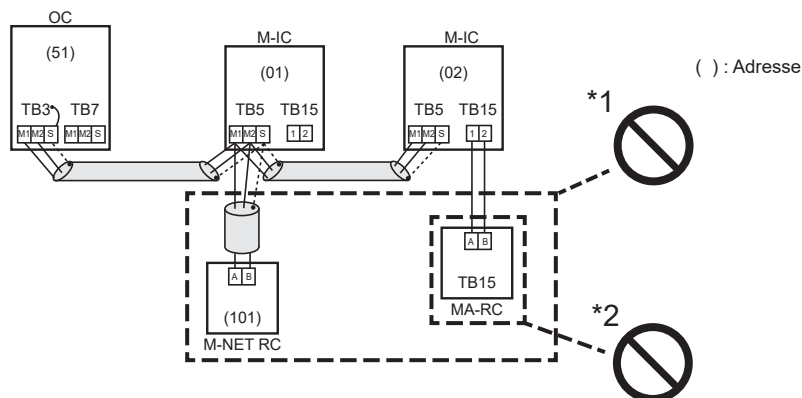 OC
(51)
TB3 TB7
M1 M2 S M1 M2 S
M-IC
(01)
TB5 TB15
M1 M2 S 1 2
M-IC
(02)
TB5 TB15
M1 M2 S 1 2
( ) : Adresse
*1
A B
(101)
M-NET RC
A B
TB15
MA-RC
*2